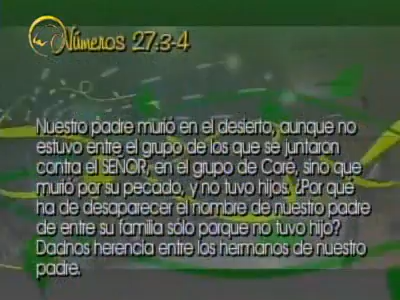 Números 27:3-4
Nuestro padre murió en el desierto, aunque no
estuvo entre el grupo de los que se juntaron
contra el SEÑOR, en el grupo de Coré, sino que
murió por su pecado, y no tuvo hijos. ¿Por qué
ha de desaparecer el nombre de nuestro padre
de entre su familia solo porque no tuvo hijo?
Dadnos herencia entre los hermanos de nuestro
padre.